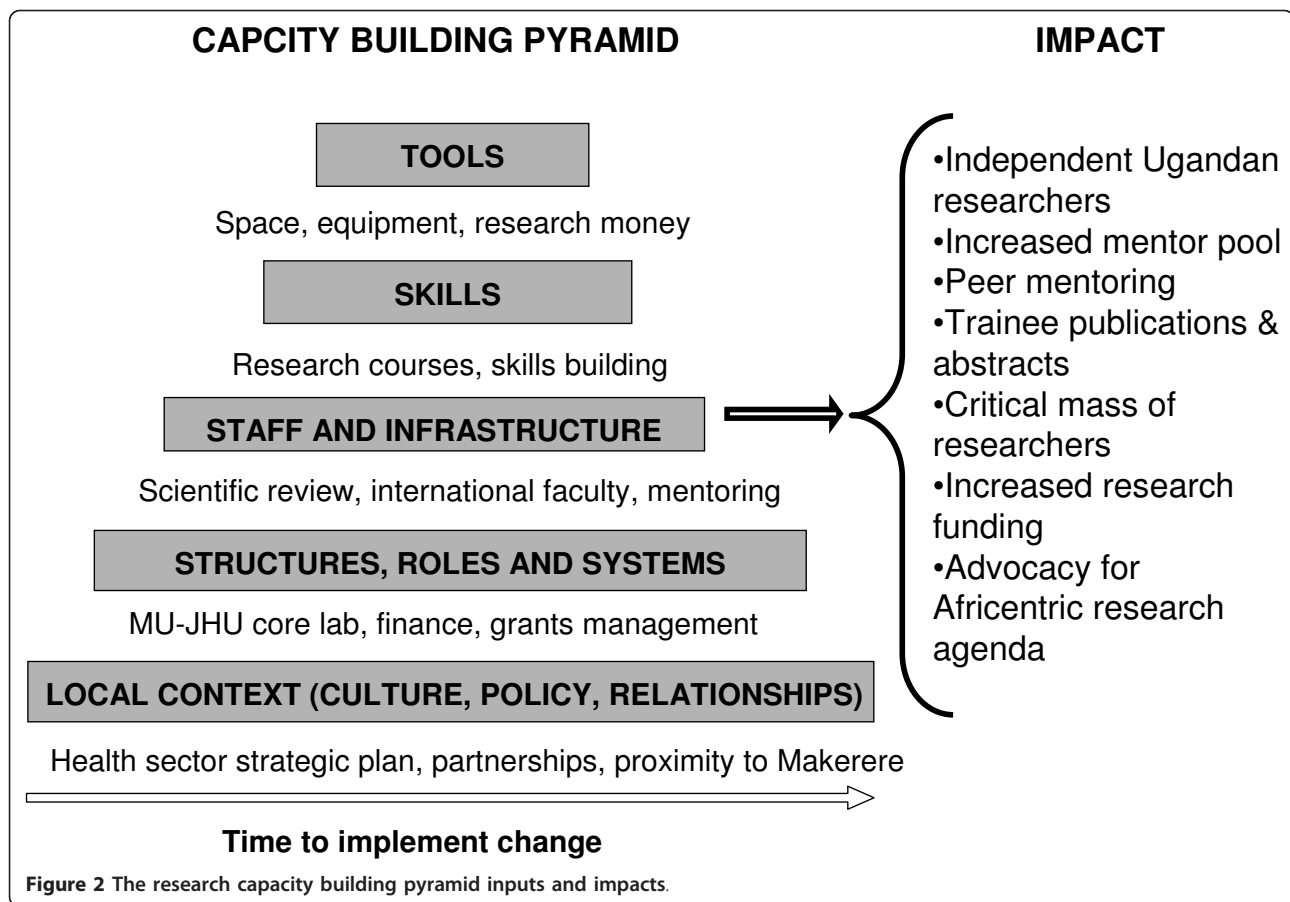 CAPCITY BUILDING PYRAMID
TOOLS
Space, equipment, research money
SKILLS
Research courses, skills building
STAFF AND INFRASTRUCTURE
Scientific review, international faculty, mentoring
STRUCTURES, ROLES AND SYSTEMS
MU-JHU core lab, finance, grants management
LOCAL CONTEXT (CULTURE, POLICY, RELATIONSHIPS)
Health sector strategic plan, partnerships, proximity to Makerere
Time to implement change
IMPACT
•Independent Ugandan
researchers
•Increased mentor pool
•Peer mentoring
•Trainee publications &
abstracts
•Critical mass of
researchers
•Increased research
funding
•Advocacy for
Africentric research
agenda
Figure 2 The research capacity building pyramid inputs and impacts.